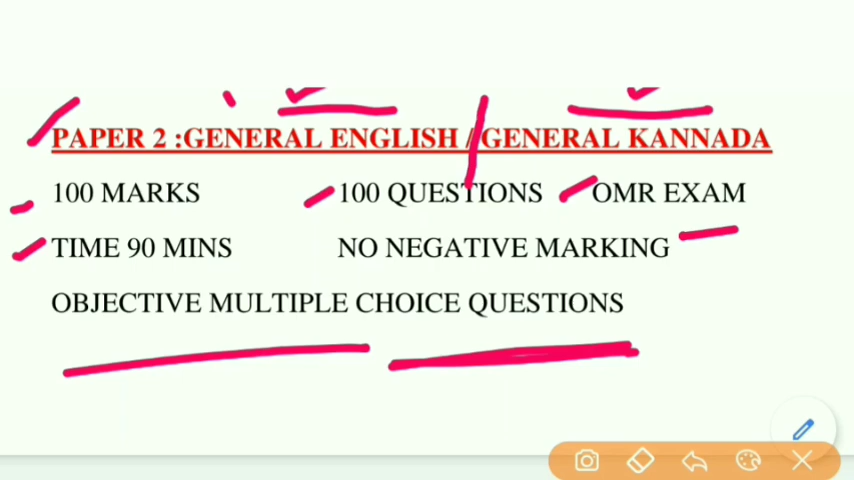 PAPER 2 :GENERAL ENGLISH / GENERAL KANNADA
100 MARKS 100 QUESTIONS OMR EXAM
TIME 90 MINS NO NEGATIVE MARKING
OBJECTIVE MULTIPLE CHOICE QUESTIONS